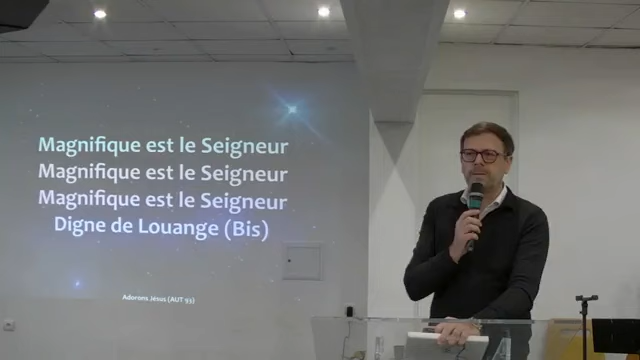 Magnifique est le Seigneur
Magnifique est le Seigneur
Magnifique est le Seigneur
Digne de Louange (Bis)
Adorons Jésus (AUT 93)